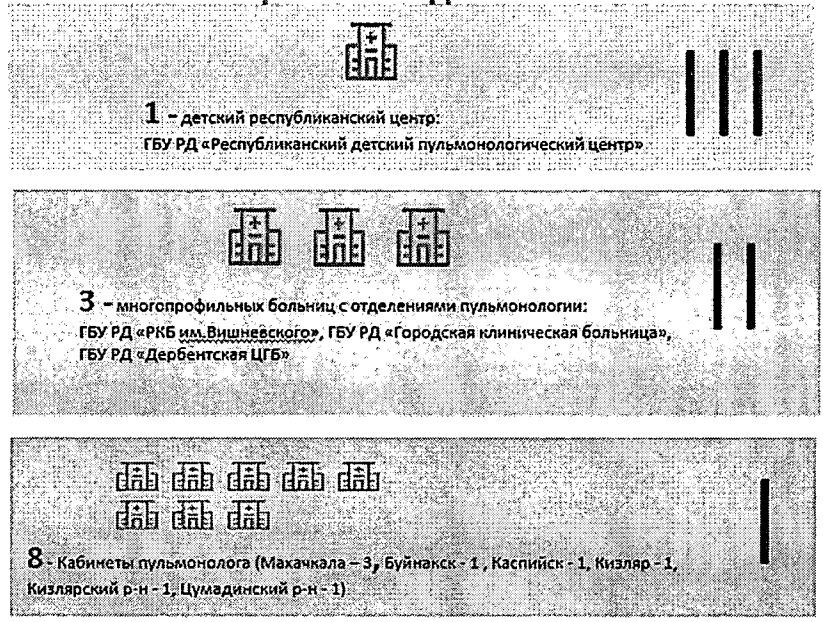 1 – детский республиканский центр:
ГБУ РД «Республиканский детский пульмонологический центр»
III
3 – многопрофильных больниц с отделениями пульмонологии:
ГБУ РД «РКБ им.Вишневского», ГБУ РД «Городская клиническая больница»,
ГБУ РД «Дербентская ЦГБ»
II
8 - Кабинеты пульмонолога (Махачкала – 3, Буйнакск - 1 , Каспийск - 1, Кизляр - 1,
Кизлярский р-н - 1, Цумадинский р-н - 1)
I